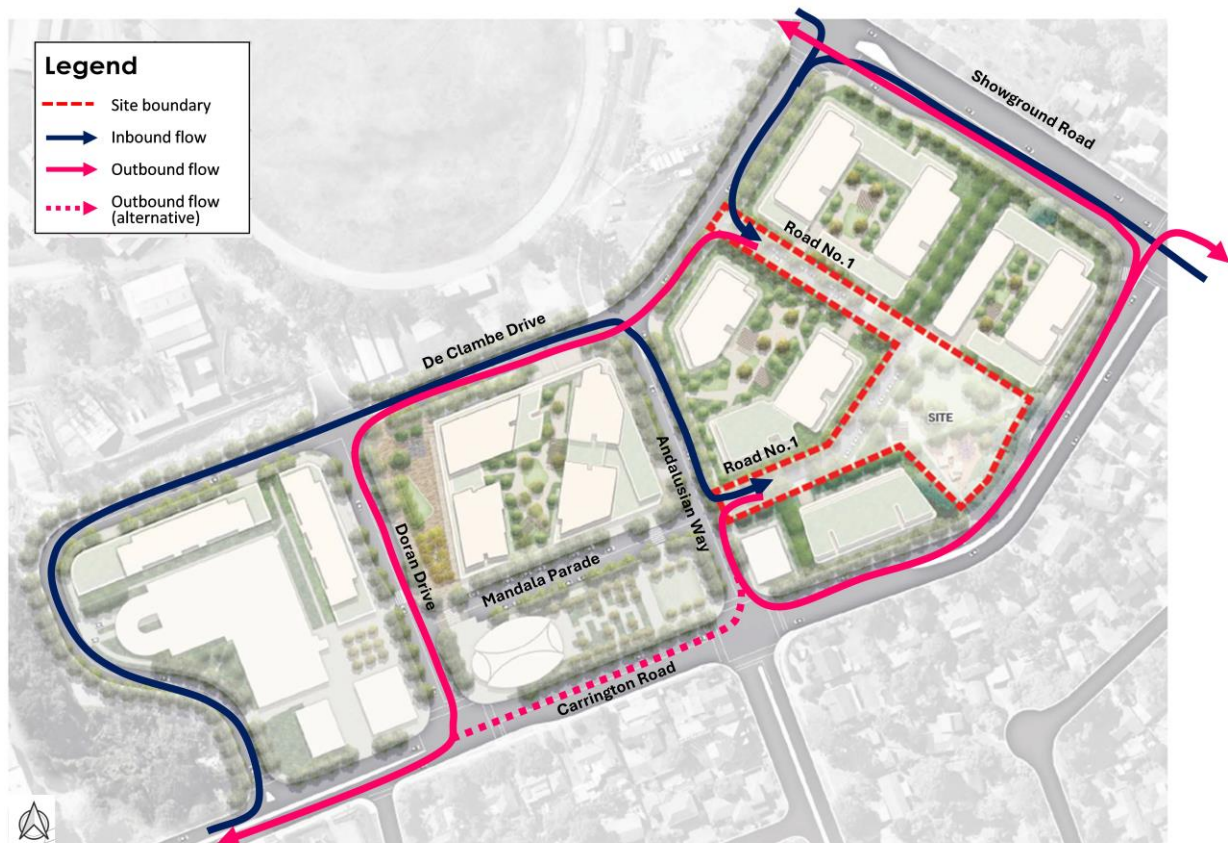 Legend
Site boundary
Inbound flow
Outbound flow
Outbound flow
(alternative)
Showground Road
Road No.1
De Clambe Drive
SITE
Road No.1
Andalusian Way
Doran Drive
Mandala Parade
Carrington Road